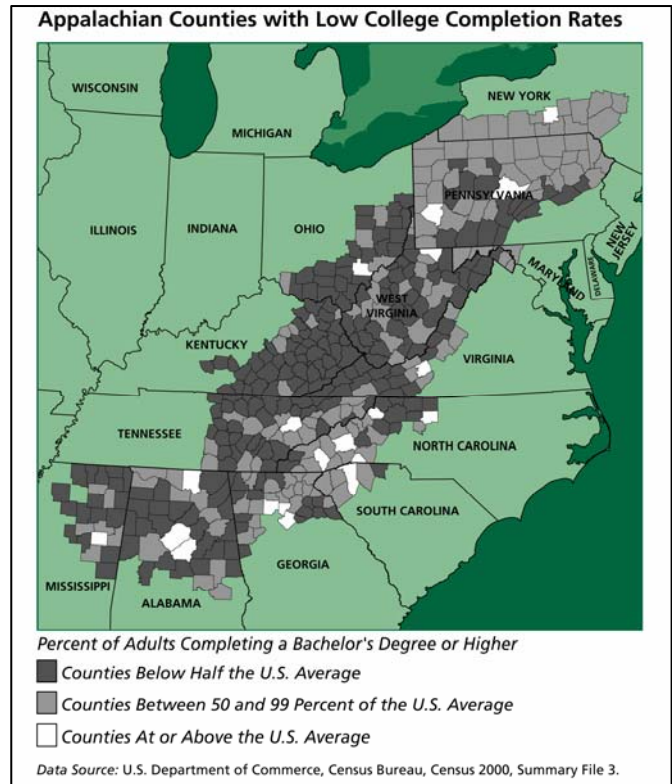 Appalachian Counties with Low College Completion Rates
WISCONSIN
NEW YORK
MICHIGAN
PENNSYLVANIA
ILLINOIS
INDIANA
OHIO
NEW
JERSEY
MARYLAND
DELAWARE
WEST
VIRGINIA
KENTUCKY
VIRGINIA
TENNESSEE
NORTH CAROLINA
SOUTH CAROLINA
GEORGIA
MISSISSIPPI
ALABAMA
Percent of Adults Completing a Bachelor's Degree or Higher
Counties Below Half the U.S. Average
Counties Between 50 and 99 Percent of the U.S. Average
Counties At or Above the U.S. Average
Data Source: U.S. Department of Commerce, Census Bureau, Census 2000, Summary File 3.